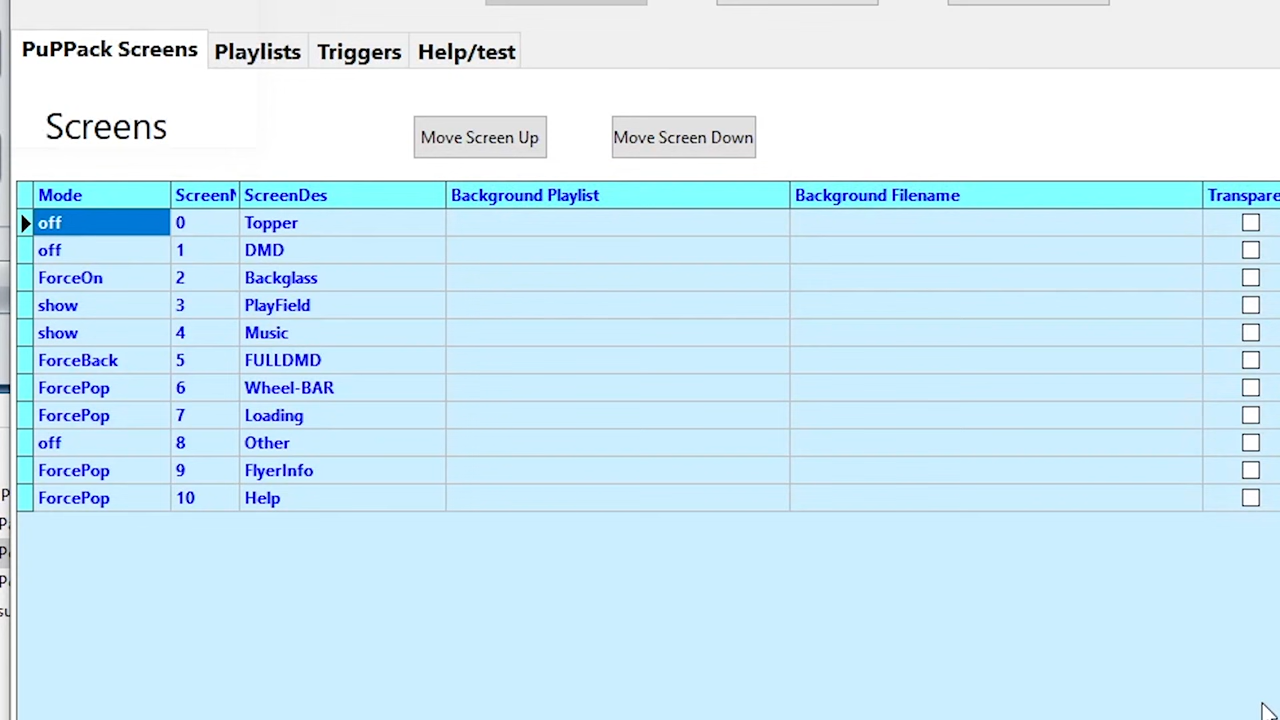 PuPPack Screens Playlists Triggers Help/test
Screens
Move Screen Up Move Screen Down
Mode ScreenN ScreenDes Background Playlist Background Filename Transpare
off 0 Topper
off 1 DMD
ForceOn 2 Backglass
show 3 PlayField
show 4 Music
ForceBack 5 FULLDMD
ForcePop 6 Wheel-BAR
ForcePop 7 Loading
off 8 Other
ForcePop 9 FlyerInfo
ForcePop 10 Help